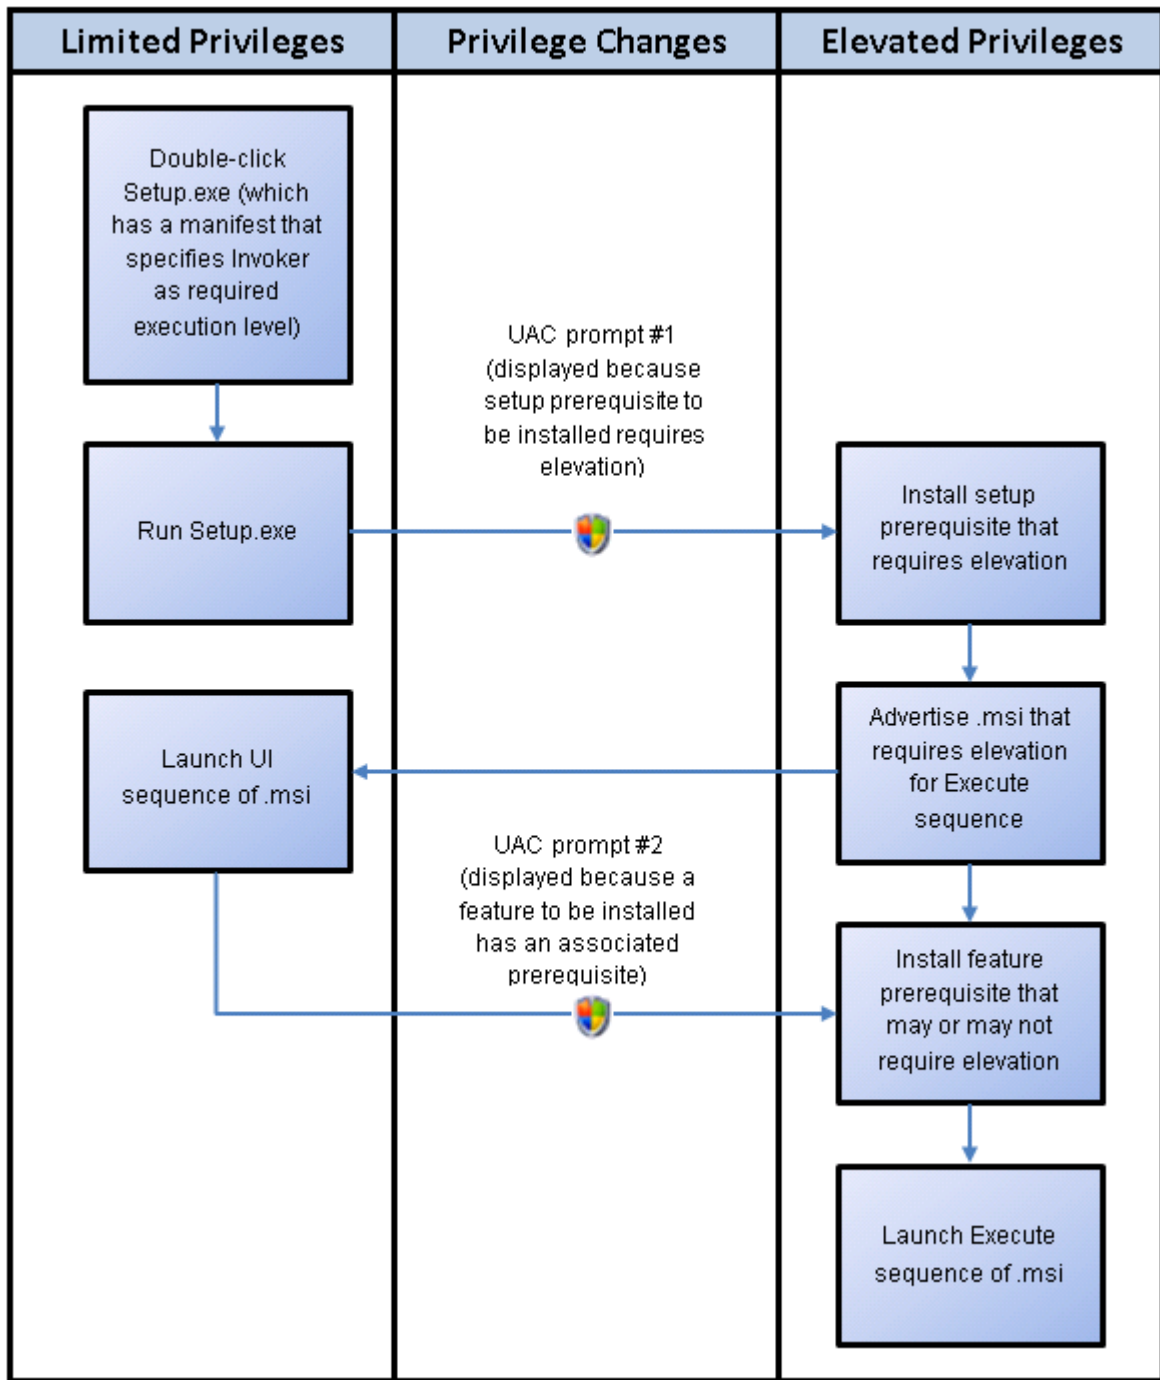 Limited Privileges
Privilege Changes
Elevated Privileges
Double-click
Setup.exe (which
has a manifest that
specifies Invoker
as required
execution level)
UAC prompt #1
(displayed because
setup prerequisite to
be installed requires
elevation)
Run Setup.exe
Install setup
prerequisite that
requires elevation
Advertise .msi that
requires elevation
for Execute
sequence
Launch UI
sequence of .msi
UAC prompt #2
(displayed because a
feature to be installed
has an associated
prerequisite)
Install feature
prerequisite that
may or may not
require elevation
Launch Execute
sequence of .msi